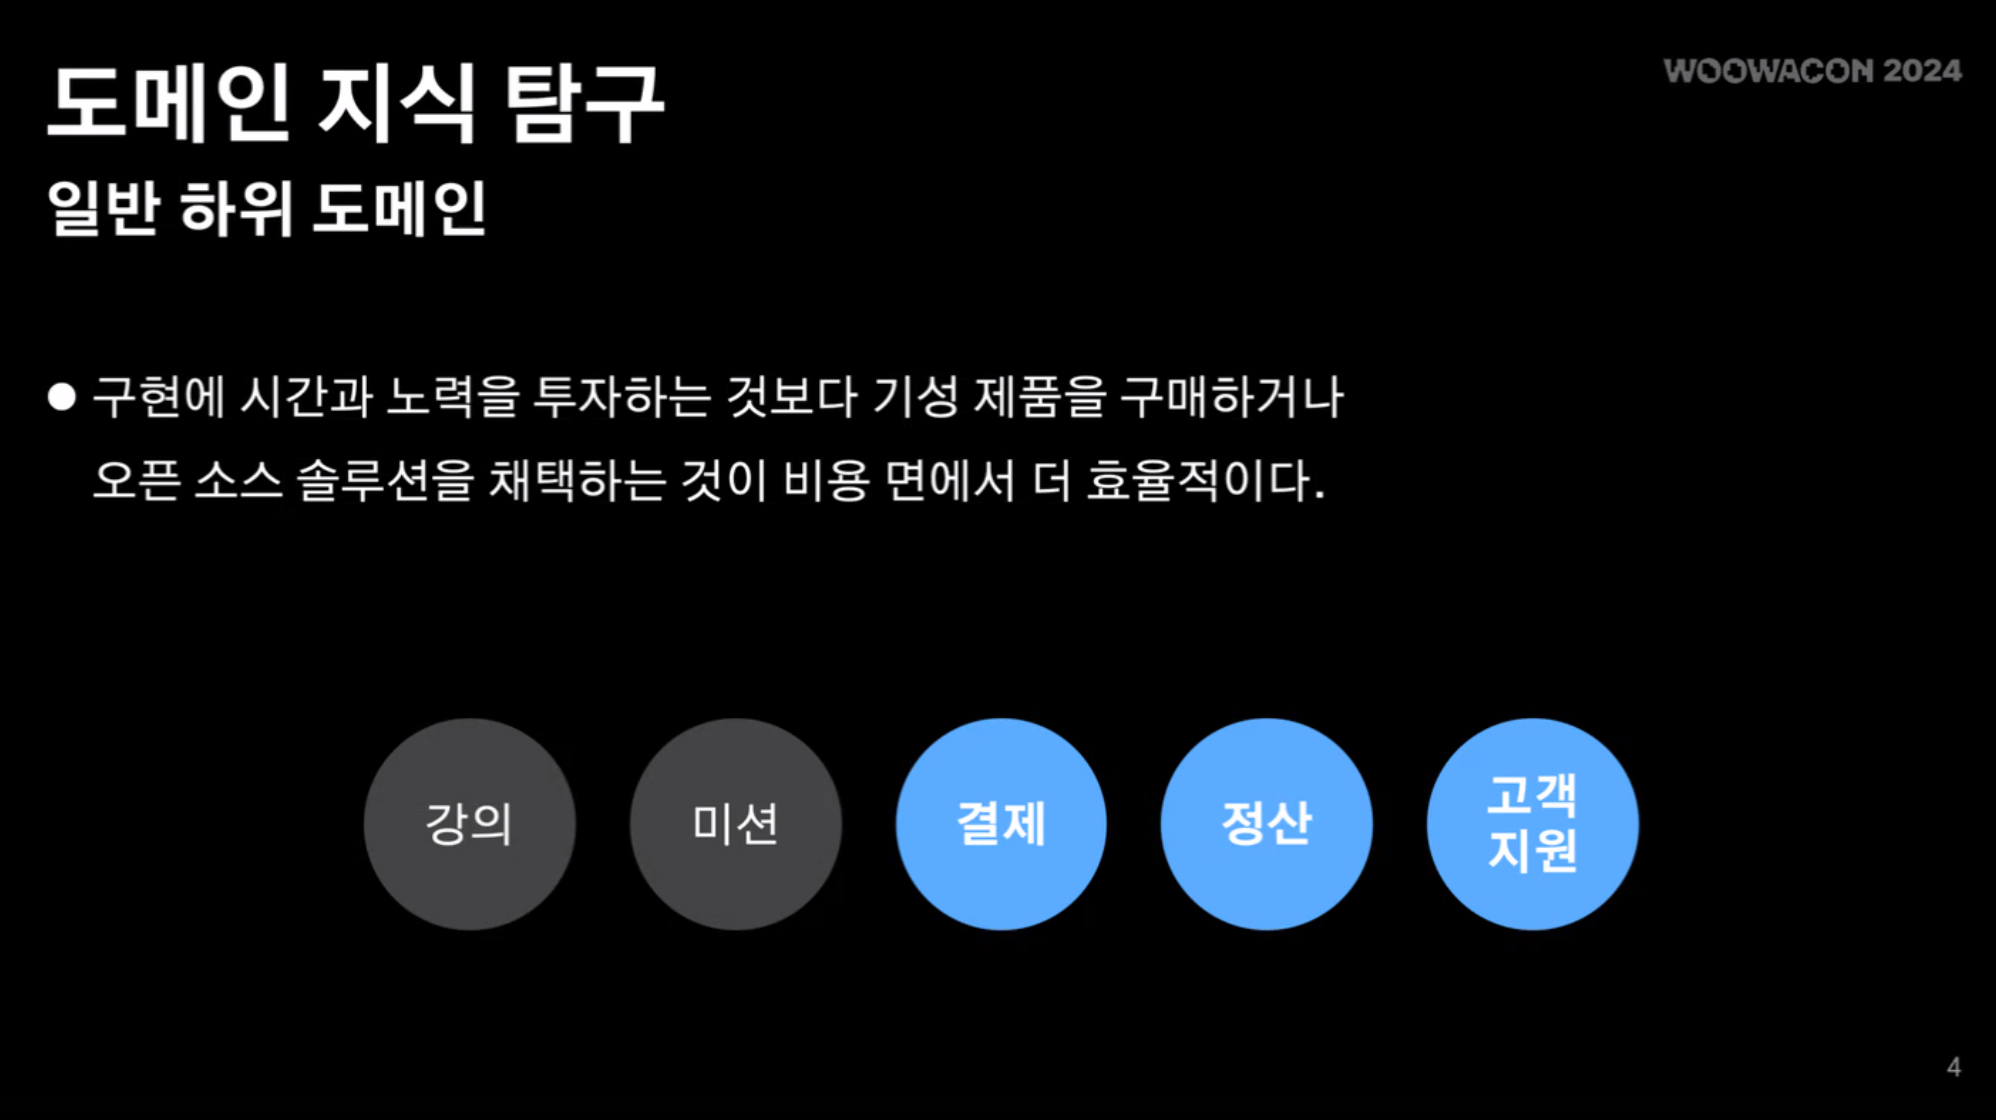 도메인 지식 탐구
WOOWACON 2024
일반 하위 도메인
● 구현에 시간과 노력을 투자하는 것보다 기성 제품을 구매하거나
오픈 소스 솔루션을 채택하는 것이 비용 면에서 더 효율적이다.
강의
미션
결제
정산
고객
지원
4